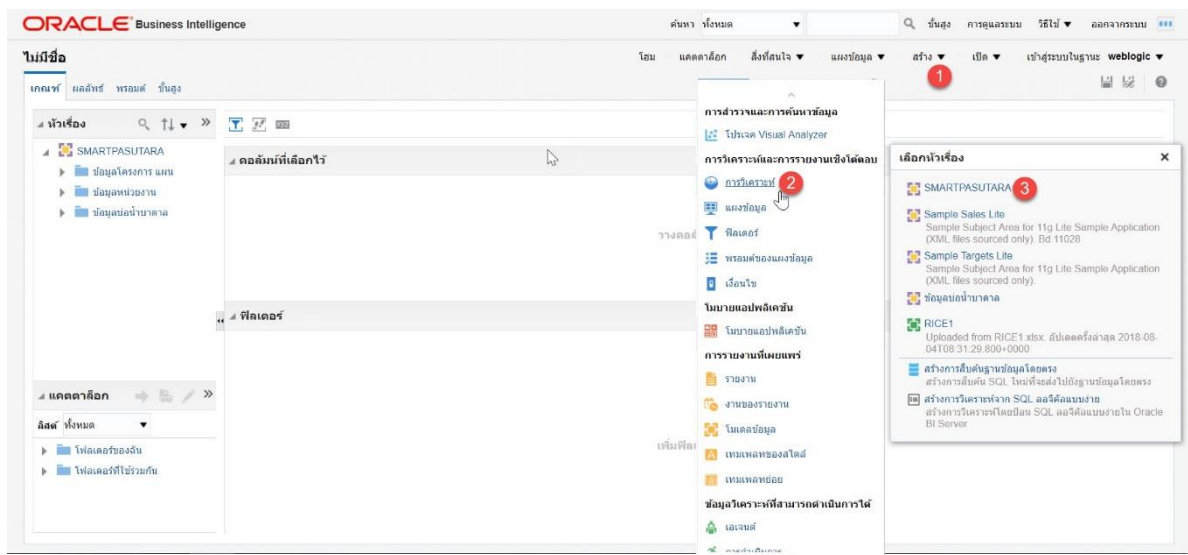 ORACLE Business Intelligence
ค้นหา ทั้งหมด
ขั้นสูง การดูแลระบบ วิธีใช้ ออกจากระบบ
ไม่มีชื่อ
โฮม แคตตาล็อก สิ่งที่สนใจ แผงข้อมูล สร้าง เปิด เข้าสู่ระบบในฐานะ weblogic
1
เกณฑ์ ผลลัพธ์ พรอมต์ ขั้นสูง
หัวเรื่อง
SMARTPASUTARA
ข้อมูลโครงการ แผน
ข้อมูลหน่วยงาน
ข้อมูลบ่อน้ำบาดาล
คอลัมน์ที่เลือกไว้
ฟิลเตอร์
แคตตาล็อก
ลิสต์ ทั้งหมด
โฟลเดอร์ของฉัน
โฟลเดอร์ที่ใช้ร่วมกัน
การสำรวจและการค้นหาข้อมูล
โปรเจค Visual Analyzer
การวิเคราะห์และการรายงานเชิงโต้ตอบ
การวิเคราะห์ 2
แผงข้อมูล
ฟิลเตอร์
พรอมต์ของแผงข้อมูล
เงื่อนไข
โมบายแอปพลิเคชัน
โมบายแอปพลิเคชัน
การรายงานที่เผยแพร่
รายงาน
งานของรายงาน
โมเดลข้อมูล
เทมเพลทของสไตล์
เทมเพลทย่อย
ข้อมูลวิเคราะห์ที่สามารถดำเนินการได้
เอเจนต์
เลือกหัวเรื่อง
SMARTPASUTARA 3
Sample Sales Lite
Sample Subject Area for 11g Lite Sample Application
(XML files sourced only). Bd 11028
Sample Targets Lite
Sample Subject Area for 11g Lite Sample Application
(XML files sourced only).
ข้อมูลบ่อน้ำบาดาล
RICE1
Uploaded from RICE1.xlsx. อัปเดตครั้งล่าสุด 2018-08-
04T08:31:29.800+0000
สร้างการสืบค้นฐานข้อมูลโดยตรง
สร้างการสืบค้น SQL ใหม่ที่จะส่งไปยังฐานข้อมูลโดยตรง
สร้างการวิเคราะห์จาก SQL ลอจิคัลแบบง่าย
สร้างการวิเคราะห์โดยป้อน SQL ลอจิคัลแบบง่ายใน Oracle
BI Server